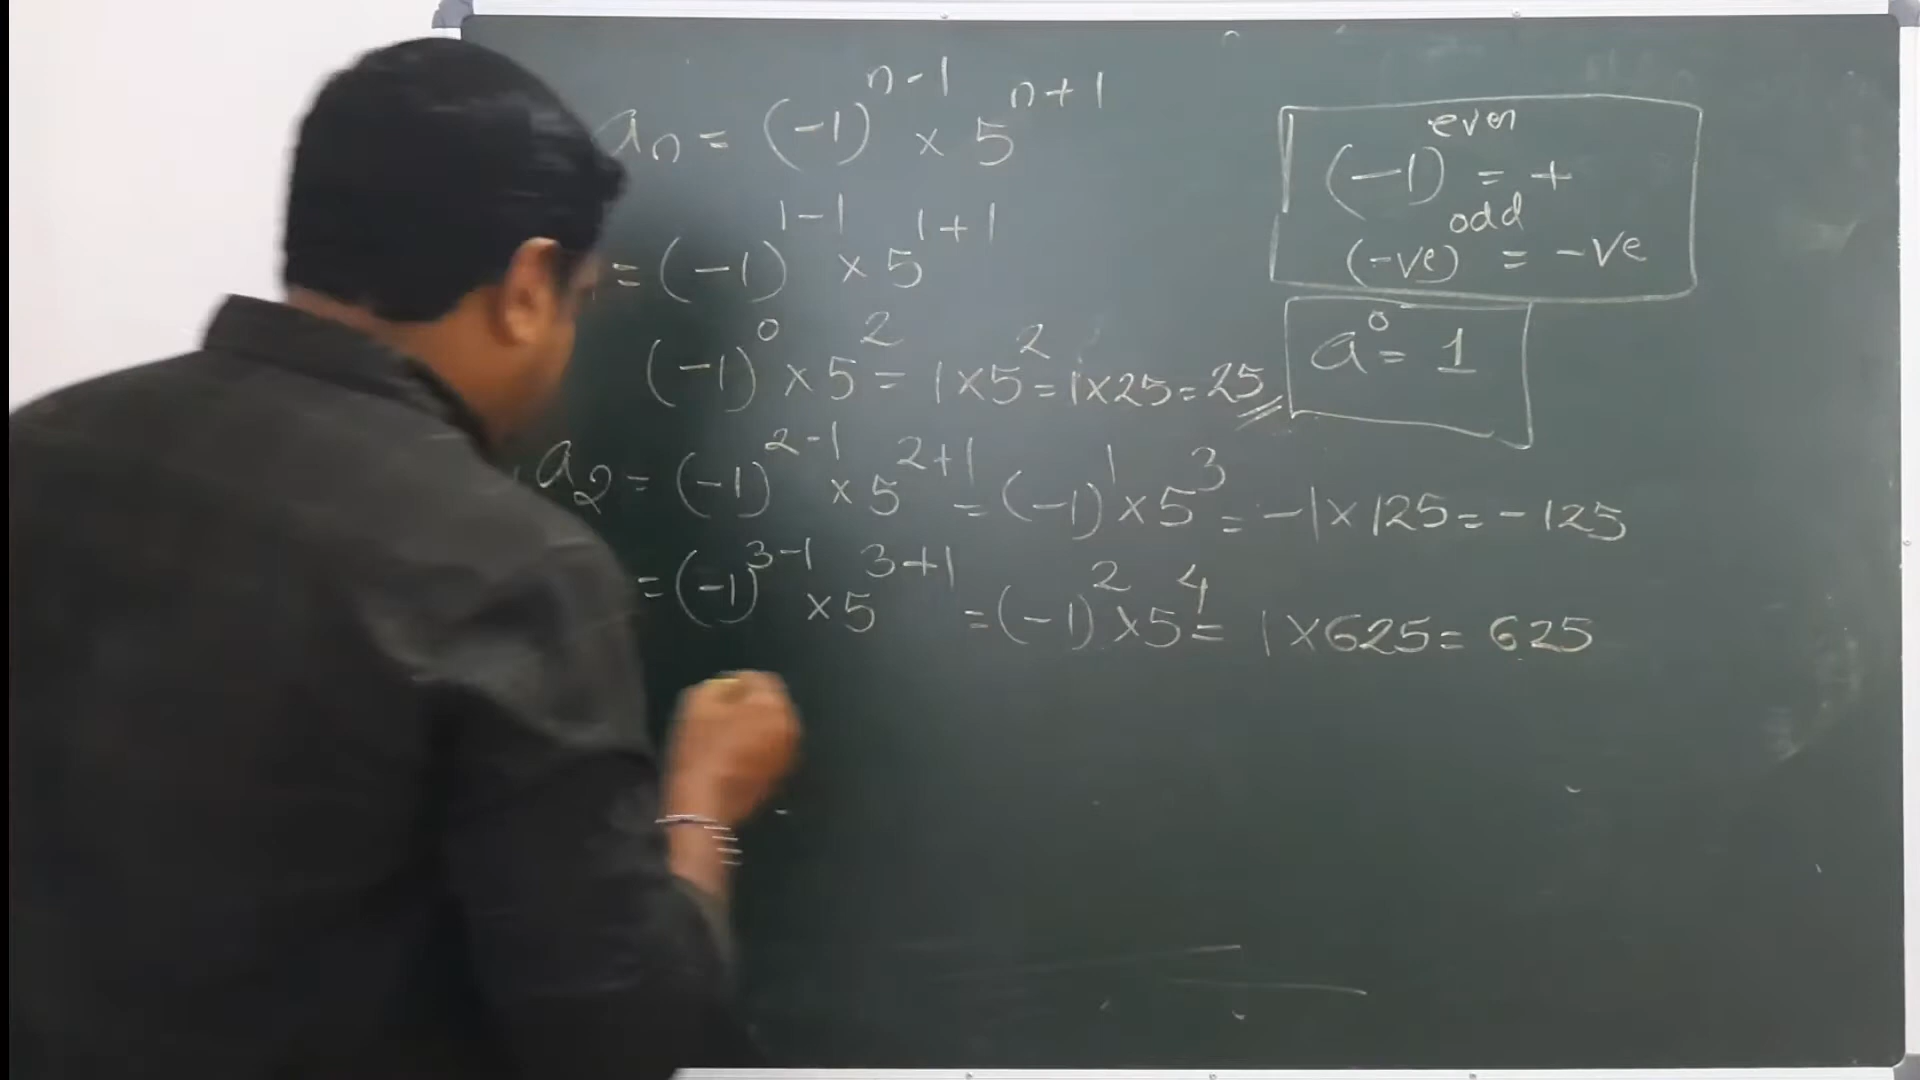 aₙ = (-1)ⁿ⁻¹ × 5ⁿ⁺¹
= (-1)¹⁻¹ × 5¹⁺¹
(-1)⁰ × 5² = 1 × 5² = 1 × 25 = 25
a₂ = (-1)²⁻¹ × 5²⁺¹ = (-1)¹ × 5³ = -1 × 125 = -125
= (-1)³⁻¹ × 5³⁺¹ = (-1)² × 5⁴ = 1 × 625 = 625
(-1)^even = +
(-ve)^odd = -ve
a⁰ = 1